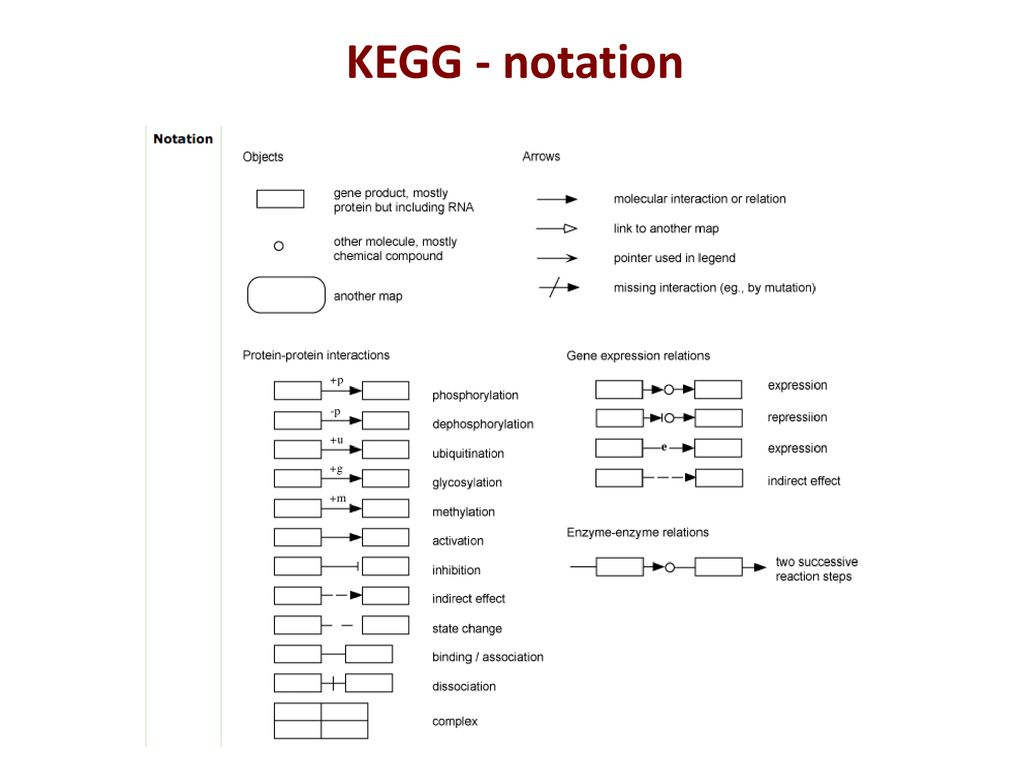 KEGG - notation
Notation
Objects
gene product, mostly
protein but including RNA
other molecule, mostly
chemical compound
another map
Arrows
molecular interaction or relation
link to another map
pointer used in legend
missing interaction (eg., by mutation)
Protein-protein interactions
+p
phosphorylation
-p
dephosphorylation
+u
ubiquitination
+g
glycosylation
+m
methylation
activation
inhibition
indirect effect
state change
binding / association
dissociation
complex
Gene expression relations
expression
repressiion
e
expression
indirect effect
Enzyme-enzyme relations
two successive
reaction steps